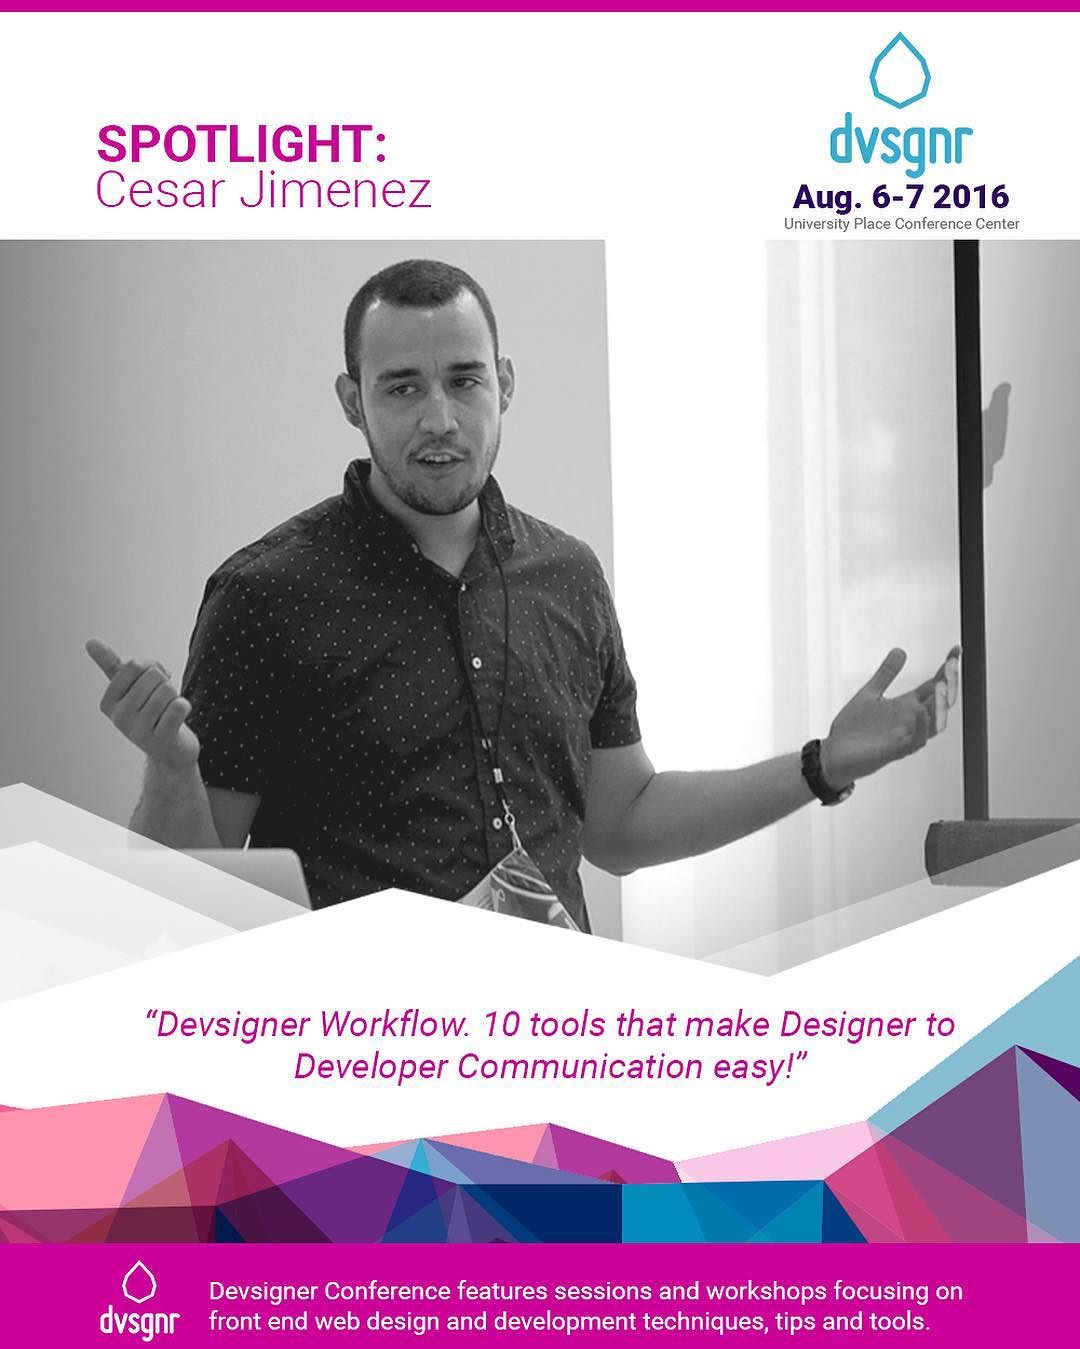 SPOTLIGHT:
Cesar Jimenez
dvsgnr
Aug. 6-7 2016
University Place Conference Center
“Devsigner Workflow. 10 tools that make Designer to
Developer Communication easy!”
dvsgnr
Devsigner Conference features sessions and workshops focusing on
front end web design and development techniques, tips and tools.